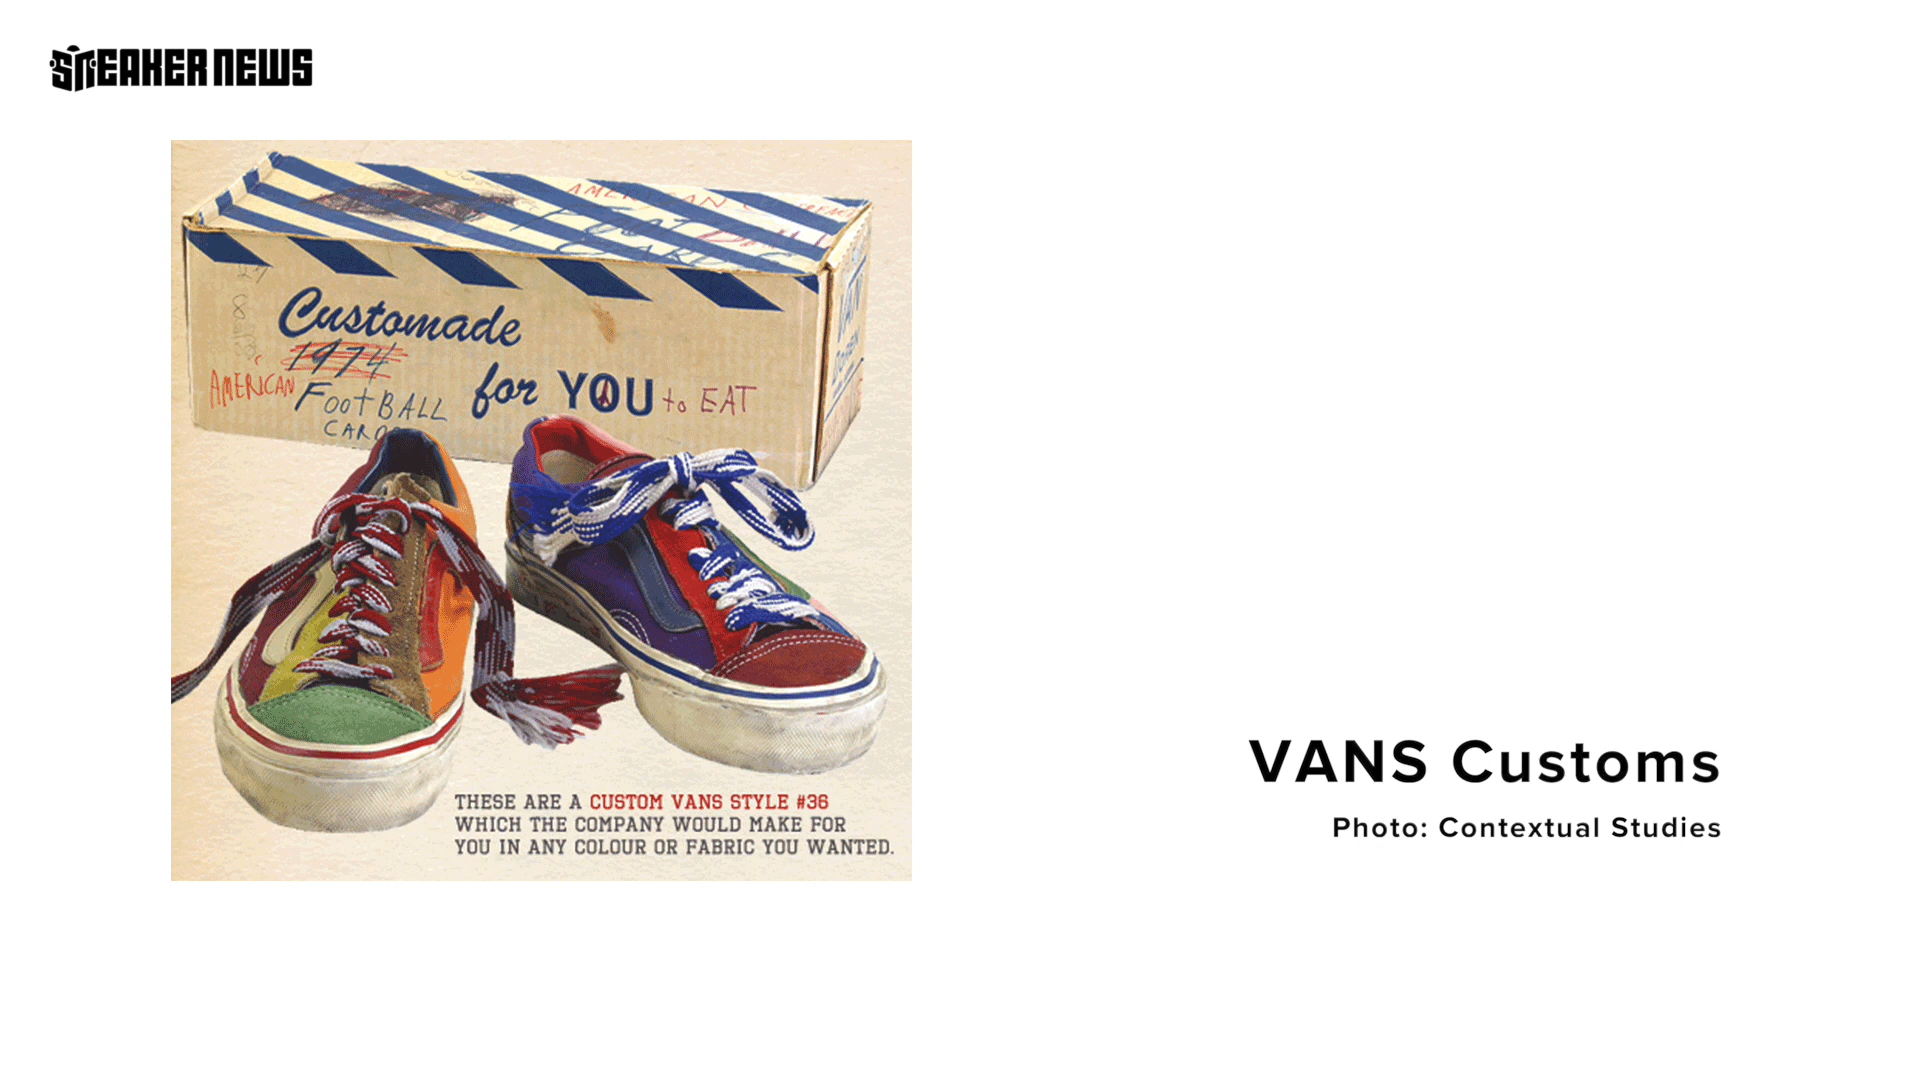 SNEAKER NEWS
AMERICAN
Customade
1974
AMERICAN FOOTBALL
for YOU to EAT
THESE ARE A CUSTOM VANS STYLE #36
WHICH THE COMPANY WOULD MAKE FOR
YOU IN ANY COLOUR OR FABRIC YOU WANTED.
VANS Customs
Photo: Contextual Studies